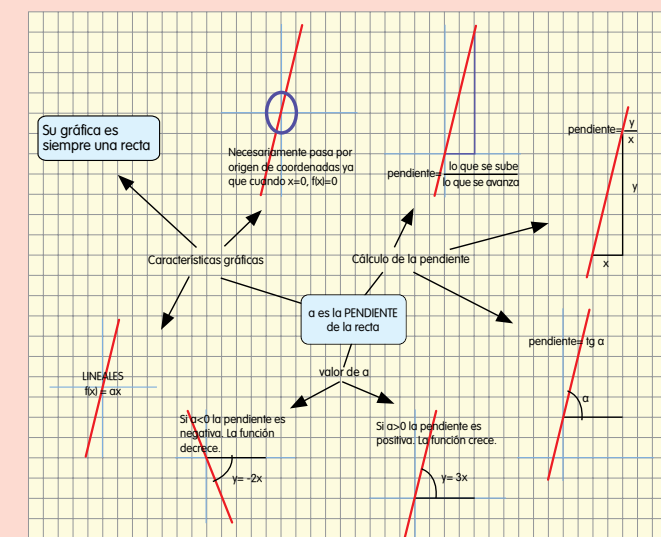 Su gráfica es
siempre una recta
Necesariamente pasa por
origen de coordenadas ya
que cuando x=0, f(x)=0
pendiente=
lo que se sube
lo que se avanza
pendiente=
y
x
y
x
Características gráficas
Cálculo de la pendiente
a es la PENDIENTE
de la recta
LINEALES
f(x) = ax
valor de a
pendiente= tg α
α
Si a<0 la pendiente es
negativa. La función
decrece.
y= -2x
Si a>0 la pendiente es
positiva. La función crece.
y= 3x